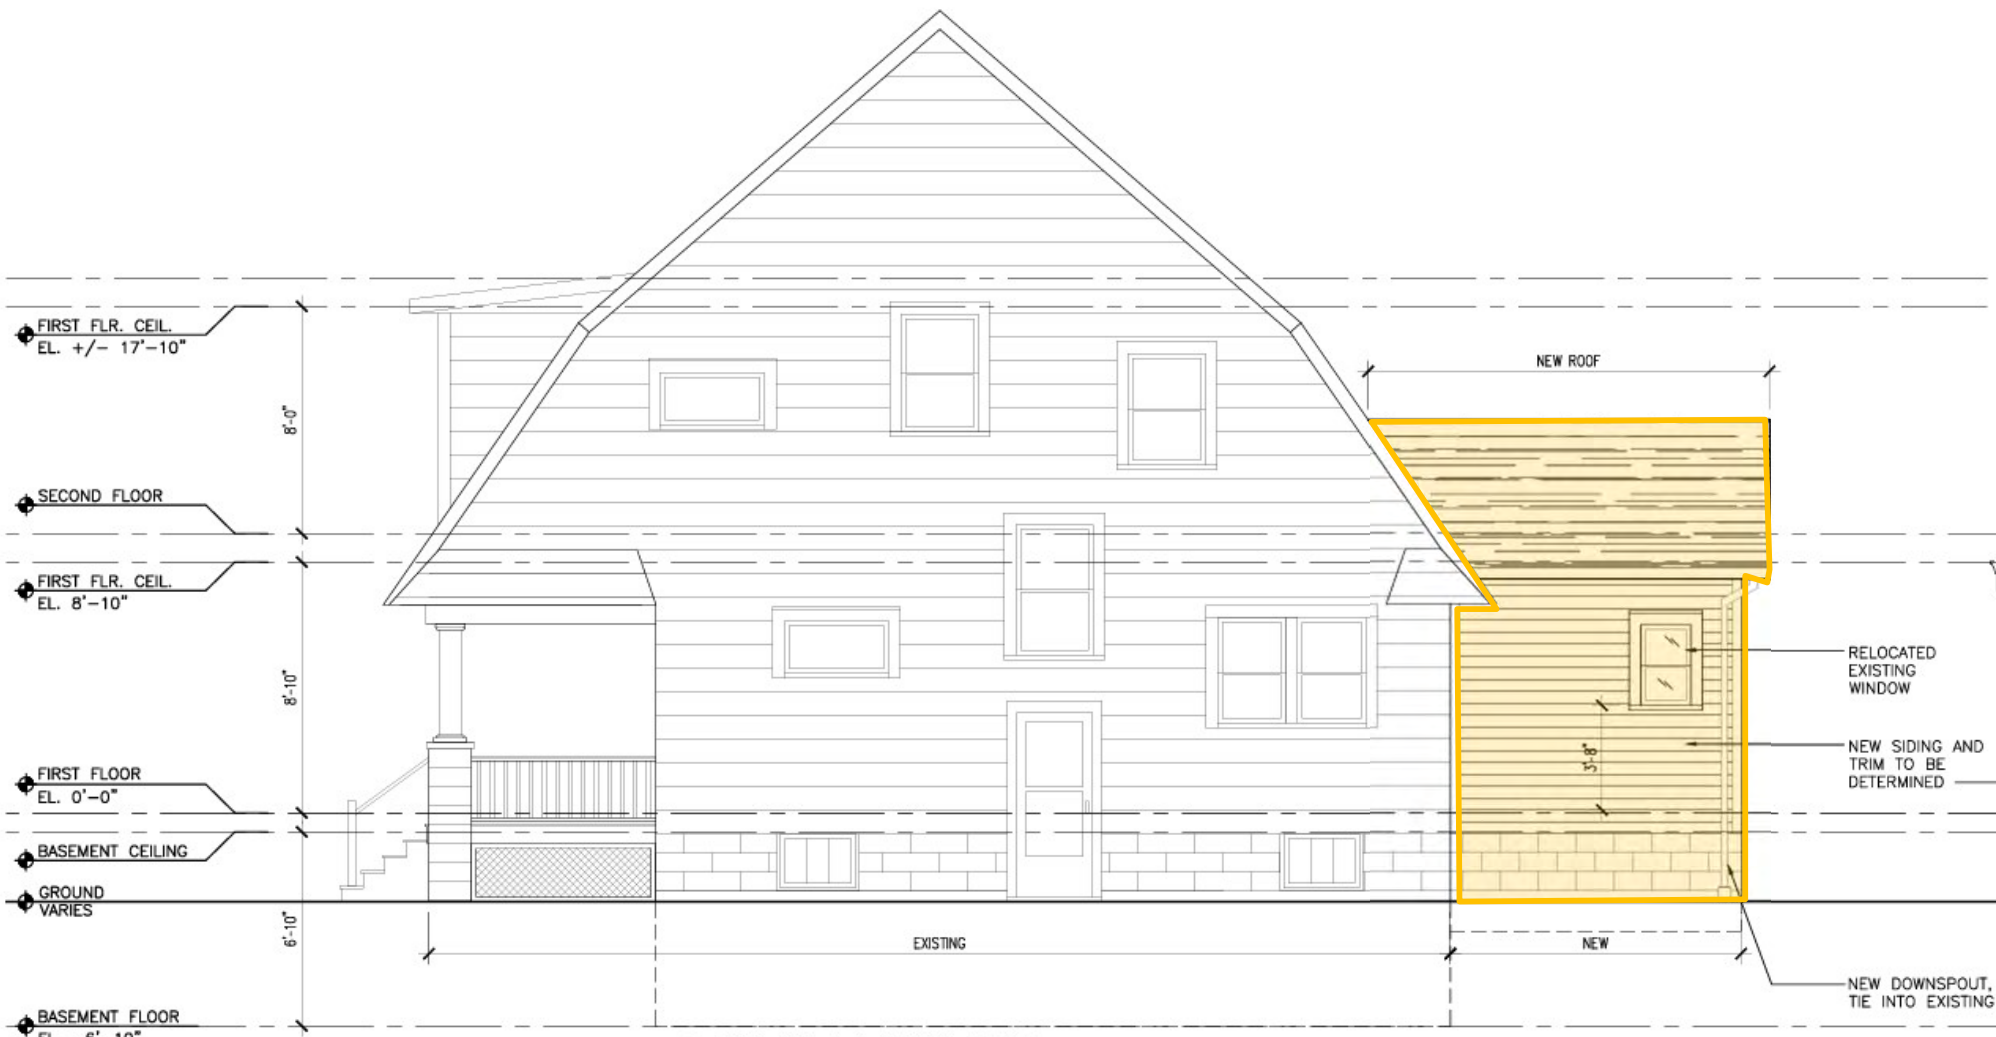 FIRST FLR. CEIL.
EL. +/- 17'-10"
NEW ROOF
8'-0"
SECOND FLOOR
FIRST FLR. CEIL.
EL. 8'-10"
RELOCATED
EXISTING
WINDOW
8'-10"
3'-8"
NEW SIDING AND
TRIM TO BE
DETERMINED
FIRST FLOOR
EL. 0'-0"
BASEMENT CEILING
GROUND
VARIES
6'-10"
EXISTING
NEW
NEW DOWNSPOUT,
TIE INTO EXISTING
BASEMENT FLOOR